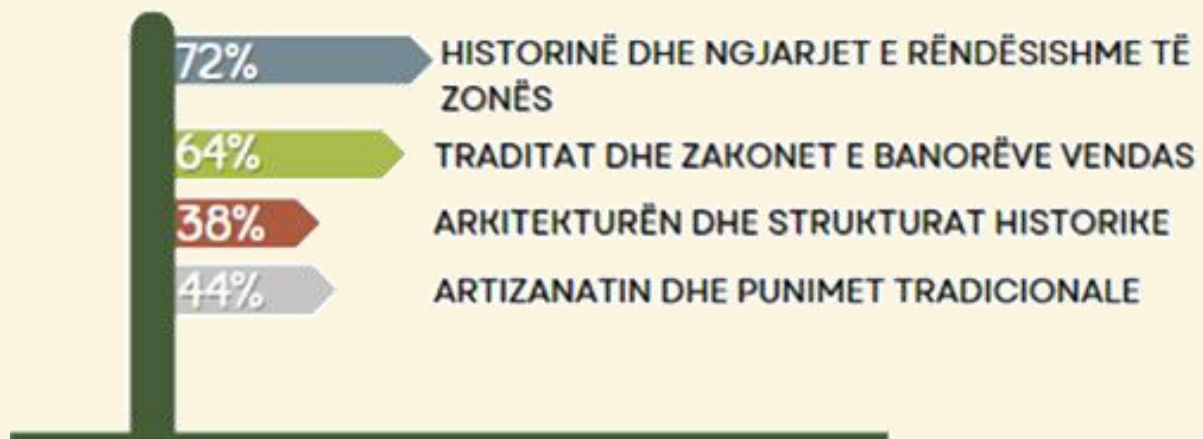 72%
HISTORINË DHE NGJARJET E RËNDËSISHME TË
ZONËS
64%
TRADITAT DHE ZAKONET E BANORËVE VENDAS
38%
ARKITEKTURËN DHE STRUKTURAT HISTORIKE
44%
ARTIZANATIN DHE PUNIMET TRADICIONALE